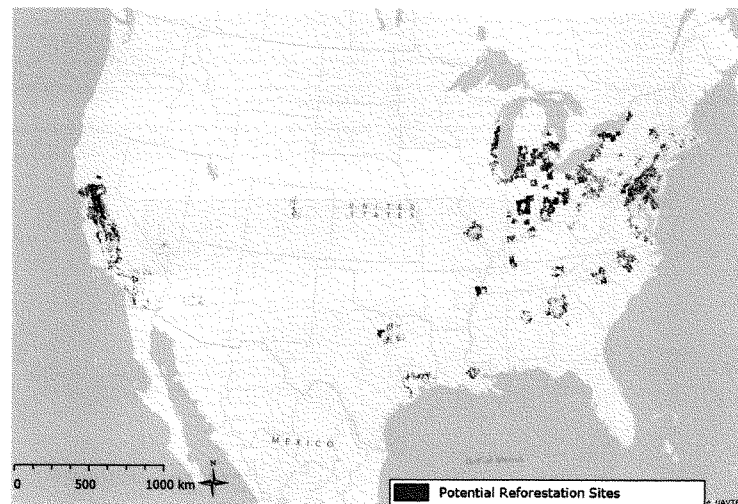 UNITED
STATES
MEXICO
N
0 500 1000 km
Potential Reforestation Sites